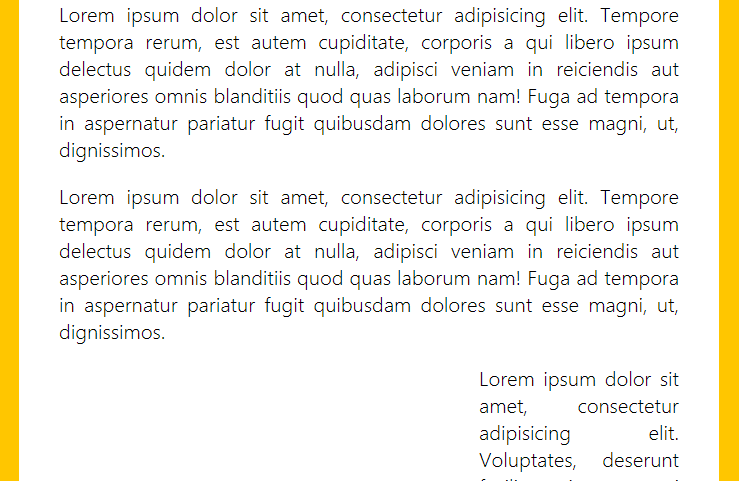 Lorem ipsum dolor sit amet, consectetur adipisicing elit. Tempore
tempora rerum, est autem cupiditate, corporis a qui libero ipsum
delectus quidem dolor at nulla, adipisci veniam in reiciendis aut
asperiores omnis blanditiis quod quas laborum nam! Fuga ad tempora
in aspernatur pariatur fugit quibusdam dolores sunt esse magni, ut,
dignissimos.
Lorem ipsum dolor sit amet, consectetur adipisicing elit. Tempore
tempora rerum, est autem cupiditate, corporis a qui libero ipsum
delectus quidem dolor at nulla, adipisci veniam in reiciendis aut
asperiores omnis blanditiis quod quas laborum nam! Fuga ad tempora
in aspernatur pariatur fugit quibusdam dolores sunt esse magni, ut,
dignissimos.
Lorem ipsum dolor sit
amet, consectetur
adipisicing elit.
Voluptates, deserunt